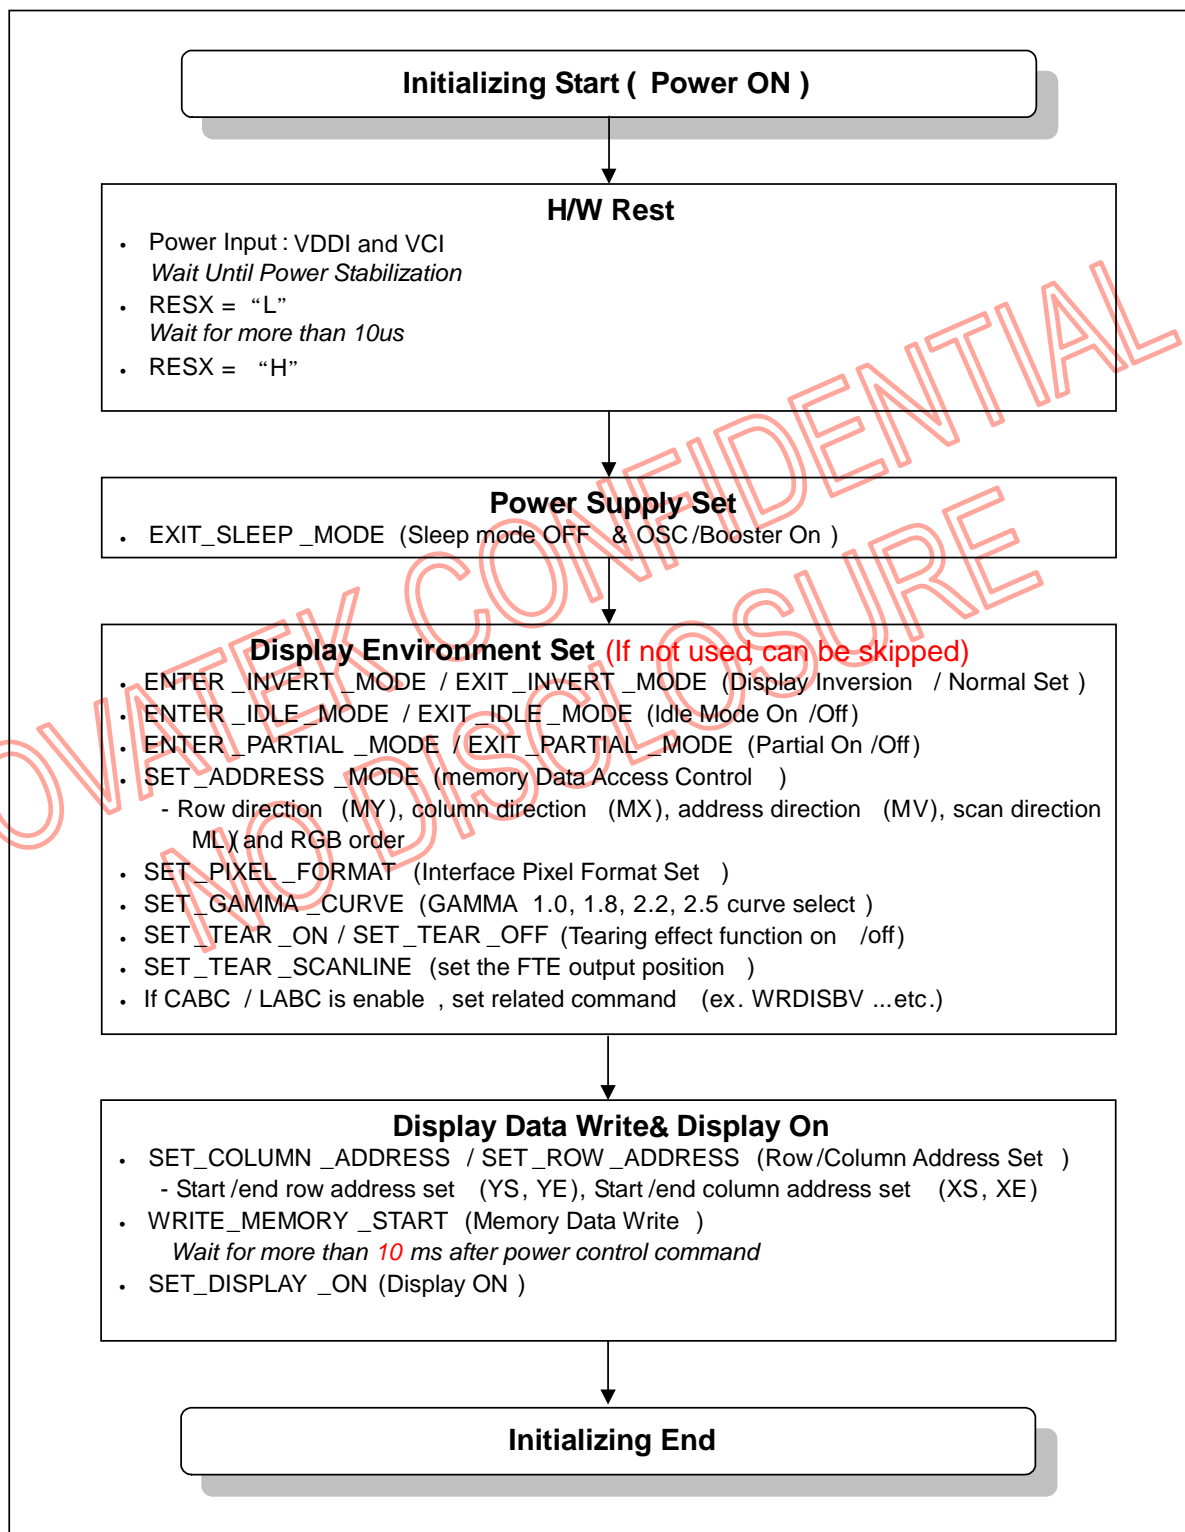 Initializing Start ( Power ON )
H/W Rest
• Power Input : VDDI and VCI
Wait Until Power Stabilization
• RESX = “L”
Wait for more than 10us
• RESX = “H”
Power Supply Set
• EXIT_SLEEP _MODE (Sleep mode OFF & OSC /Booster On )
Display Environment Set (If not used, can be skipped)
• ENTER _INVERT _MODE / EXIT _INVERT _MODE (Display Inversion / Normal Set )
• ENTER _IDLE _MODE / EXIT _IDLE _MODE (Idle Mode On /Off)
• ENTER _PARTIAL _MODE / EXIT _PARTIAL _MODE (Partial On /Off)
• SET _ADDRESS _MODE (memory Data Access Control )
- Row direction (MY), column direction (MX), address direction (MV), scan direction
ML)( and RGB order
• SET _PIXEL _FORMAT (Interface Pixel Format Set )
• SET _GAMMA _CURVE (GAMMA 1.0, 1.8, 2.2, 2.5 curve select )
• SET _TEAR _ON / SET _TEAR _OFF (Tearing effect function on /off)
• SET _TEAR _SCANLINE (set the FTE output position )
• If CABC / LABC is enable , set related command (ex. WRDISBV ...etc.)
Display Data Write& Display On
• SET_COLUMN _ADDRESS / SET _ROW _ADDRESS (Row /Column Address Set )
- Start /end row address set (YS, YE), Start /end column address set (XS, XE)
• WRITE_MEMORY _START (Memory Data Write )
Wait for more than 10 ms after power control command
• SET_DISPLAY _ON (Display ON )
Initializing End
OVATEK CONFIDENTIAL
NO DISCLOSURE